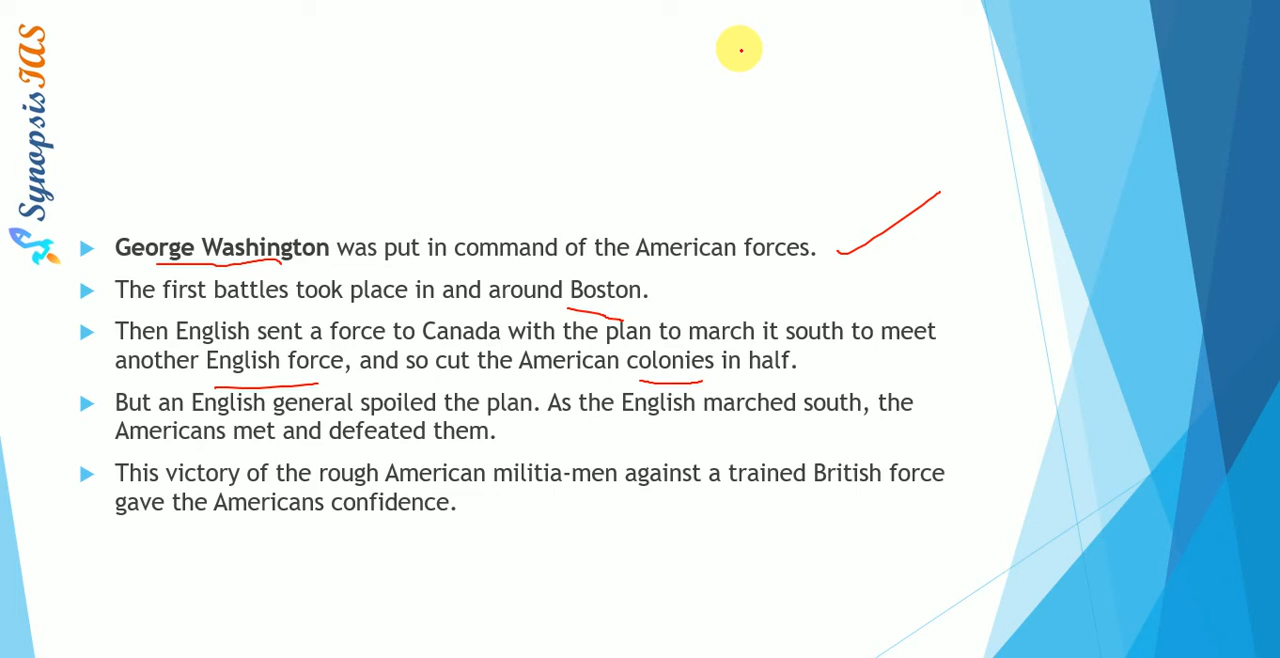 Synopsis IAS
George Washington was put in command of the American forces.
The first battles took place in and around Boston.
Then English sent a force to Canada with the plan to march it south to meet
another English force, and so cut the American colonies in half.
But an English general spoiled the plan. As the English marched south, the
Americans met and defeated them.
This victory of the rough American militia-men against a trained British force
gave the Americans confidence.